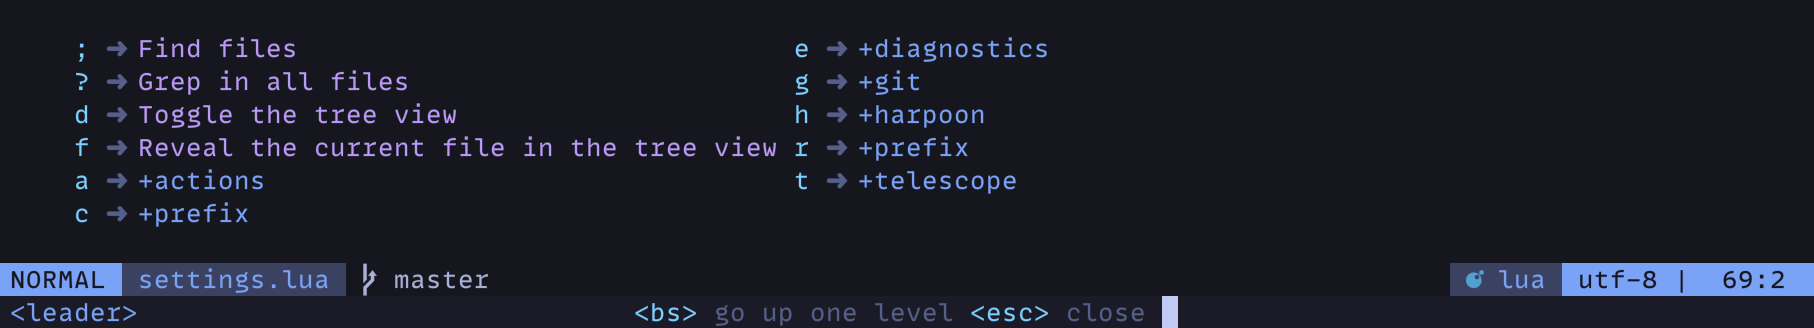 ; ➜ Find files e ➜ +diagnostics
? ➜ Grep in all files g ➜ +git
d ➜ Toggle the tree view h ➜ +harpoon
f ➜ Reveal the current file in the tree view r ➜ +prefix
a ➜ +actions t ➜ +telescope
c ➜ +prefix
NORMAL settings.lua master lua utf-8 | 69:2
<leader> <bs> go up one level <esc> close